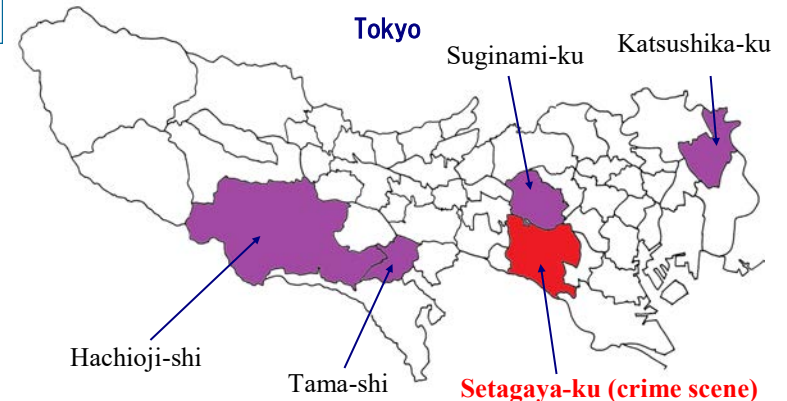 Tokyo
Suginami-ku
Katsushika-ku
Hachioji-shi
Tama-shi
Setagaya-ku (crime scene)